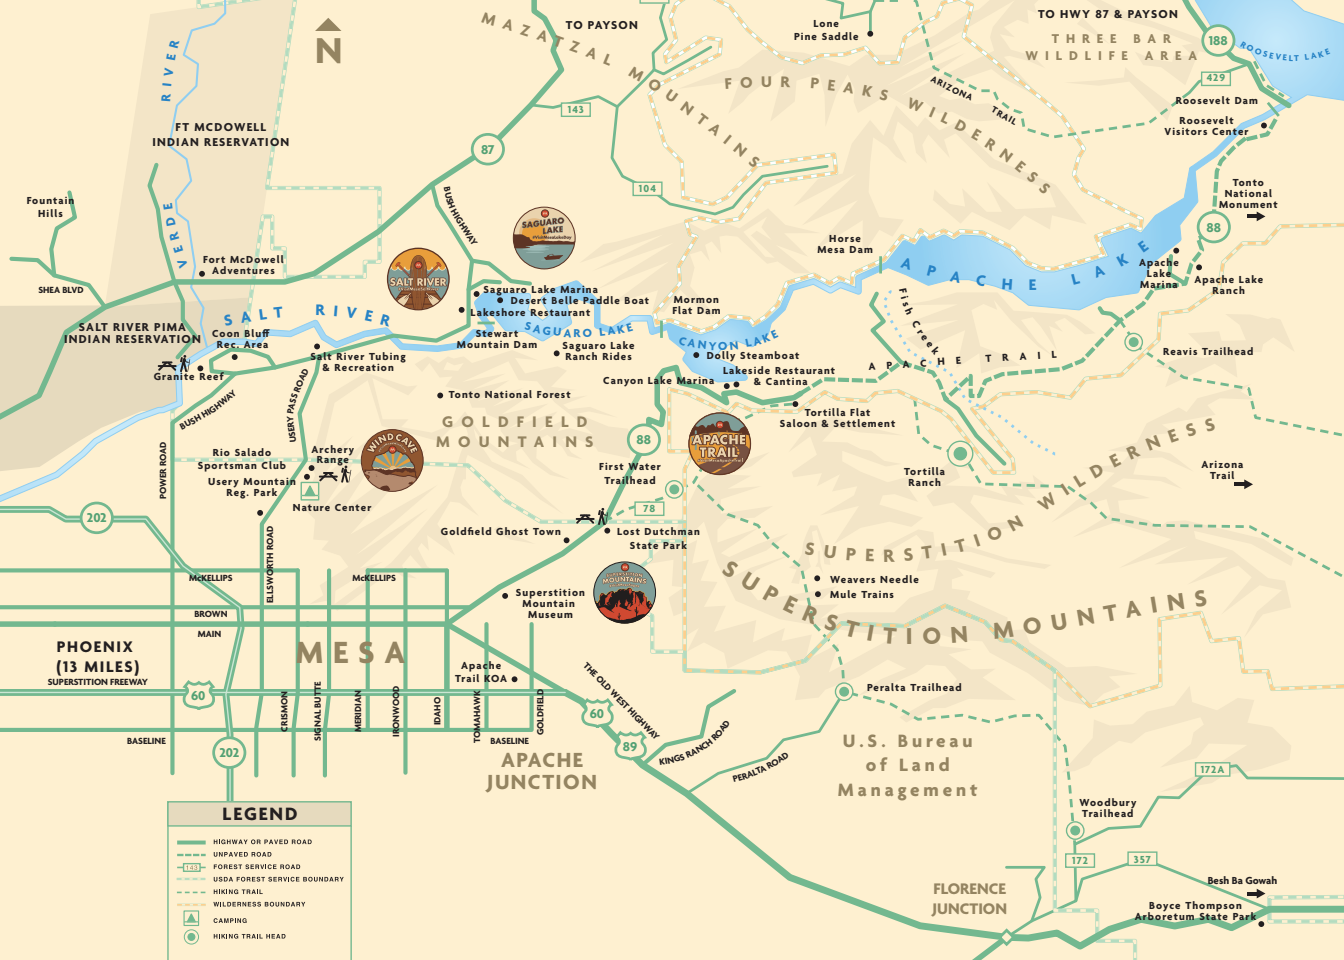 MAZATZAL MOUNTAINS
TO PAYSON
Lone
Pine Saddle
TO HWY 87 & PAYSON
THREE BAR
WILDLIFE AREA
188
ROOSEVELT LAKE
429
N
VERDE RIVER
FT MCDOWELL
INDIAN RESERVATION
FOUR PEAKS WILDERNESS
ARIZONA TRAIL
Roosevelt Dam
Roosevelt
Visitors Center
143
87
104
Fountain
Hills
BUSH HIGHWAY
SAGUARO
LAKE
Tonto
National
Monument
88
SHEA BLVD
Fort McDowell
Adventures
SALT RIVER
Horse
Mesa Dam
APACHE LAKE
Apache
Lake
Marina
Apache Lake
Ranch
SALT RIVER PIMA
INDIAN RESERVATION
SALT RIVER
Coon Bluff
Rec. Area
Granite Reef
Salt River Tubing
& Recreation
Saguaro Lake Marina
Desert Belle Paddle Boat
Lakeshore Restaurant
Stewart
Mountain Dam
SAGUARO LAKE
Saguaro Lake
Ranch Rides
Mormon
Flat Dam
CANYON LAKE
Dolly Steamboat
Lakeside Restaurant
& Cantina
Canyon Lake Marina
Fish Creek
APACHE TRAIL
Reavis Trailhead
BUSH HIGHWAY
USERY PASS ROAD
Tonto National Forest
GOLDFIELD
MOUNTAINS
Tortilla Flat
Saloon & Settlement
88
APACHE
TRAIL
WIND CAVE
POWER ROAD
Rio Salado
Sportsman Club
Archery
Range
Usery Mountain
Reg. Park
Nature Center
First Water
Trailhead
78
Tortilla
Ranch
Arizona
Trail
SUPERSTITION WILDERNESS
202
Goldfield Ghost Town
Lost Dutchman
State Park
ELLSWORTH ROAD
McKELLIPS
McKELLIPS
SUPERSTITION
MOUNTAINS
Weavers Needle
Mule Trains
SUPERSTITION MOUNTAINS
Superstition
Mountain
Museum
BROWN
MAIN
PHOENIX
(13 MILES)
SUPERSTITION FREEWAY
MESA
60
Apache
Trail KOA
THE OLD WEST HIGHWAY
CRISMON
SIGNAL BUTTE
MERIDIAN
IRONWOOD
IDAHO
TOMAHAWK
GOLDFIELD
60
89
Peralta Trailhead
BASELINE
202
BASELINE
KINGS RANCH ROAD
PERALTA ROAD
APACHE
JUNCTION
U.S. Bureau
of Land
Management
172A
Woodbury
Trailhead
172
357
LEGEND
HIGHWAY OR PAVED ROAD
UNPAVED ROAD
143
FOREST SERVICE ROAD
USDA FOREST SERVICE BOUNDARY
HIKING TRAIL
WILDERNESS BOUNDARY
CAMPING
HIKING TRAIL HEAD
FLORENCE
JUNCTION
Besh Ba Gowah
Boyce Thompson
Arboretum State Park